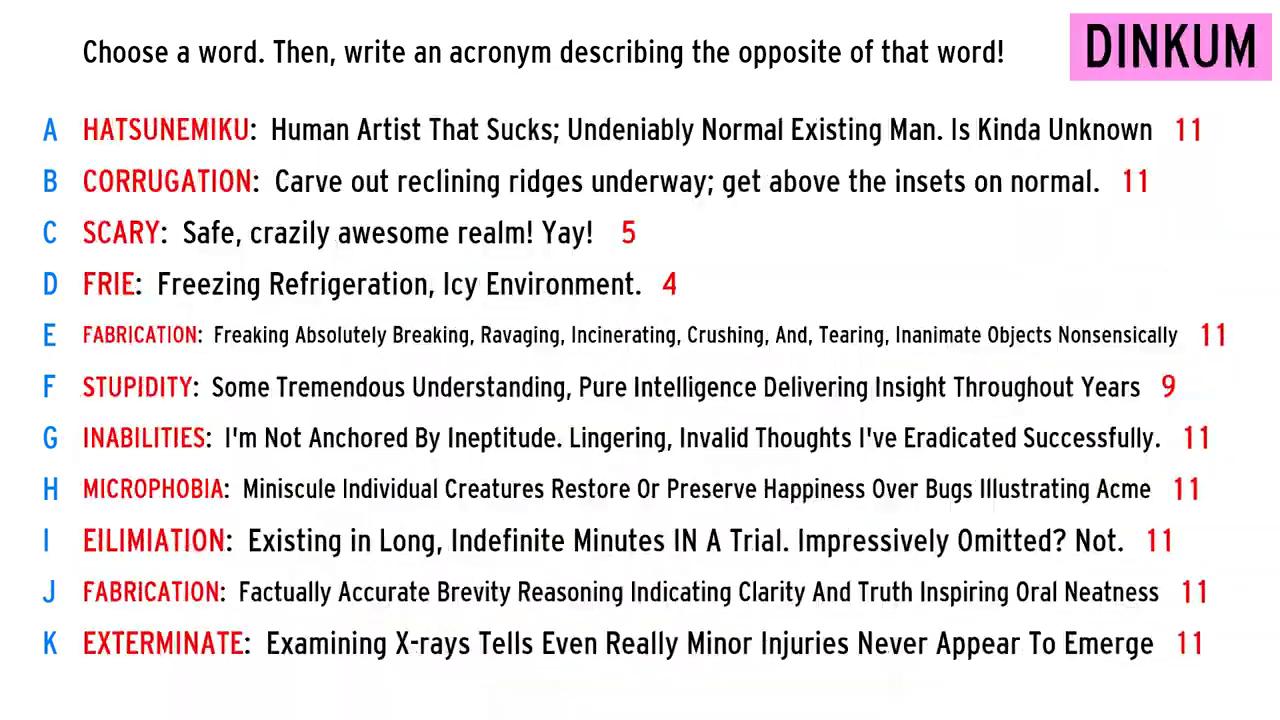 Choose a word. Then, write an acronym describing the opposite of that word!
DINKUM
A HATSUNEMIKU: Human Artist That Sucks; Undeniably Normal Existing Man. Is Kinda Unknown 11
B CORRUGATION: Carve out reclining ridges underway; get above the insets on normal. 11
C SCARY: Safe, crazily awesome realm! Yay! 5
D FRIE: Freezing Refrigeration, Icy Environment. 4
E FABRICATION: Freaking Absolutely Breaking, Ravaging, Incinerating, Crushing, And, Tearing, Inanimate Objects Nonsensically 11
F STUPIDITY: Some Tremendous Understanding, Pure Intelligence Delivering Insight Throughout Years 9
G INABILITIES: I'm Not Anchored By Ineptitude. Lingering, Invalid Thoughts I've Eradicated Successfully. 11
H MICROPHOBIA: Miniscule Individual Creatures Restore Or Preserve Happiness Over Bugs Illustrating Acme 11
I EILIMIATION: Existing in Long, Indefinite Minutes IN A Trial. Impressively Omitted? Not. 11
J FABRICATION: Factually Accurate Brevity Reasoning Indicating Clarity And Truth Inspiring Oral Neatness 11
K EXTERMINATE: Examining X-rays Tells Even Really Minor Injuries Never Appear To Emerge 11